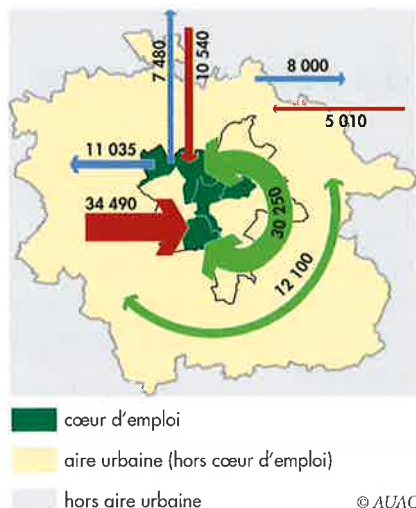 7 480
10 540
8 000
5 010
11 035
34 490
30 250
12 100
cœur d'emploi
aire urbaine (hors cœur d'emploi)
hors aire urbaine
© AUAC